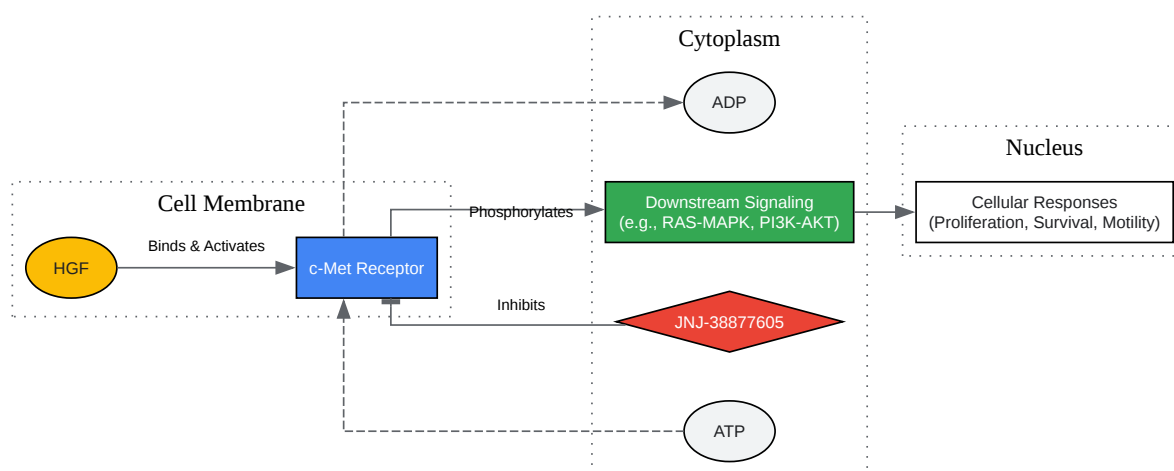 Cytoplasm
ADP
Nucleus
Cell Membrane
Phosphorylates
Downstream Signaling
(e.g., RAS-MAPK, PI3K-AKT)
Cellular Responses
(Proliferation, Survival, Motility)
Binds & Activates
HGF
c-Met Receptor
Inhibits
JNJ-38877605
ATP